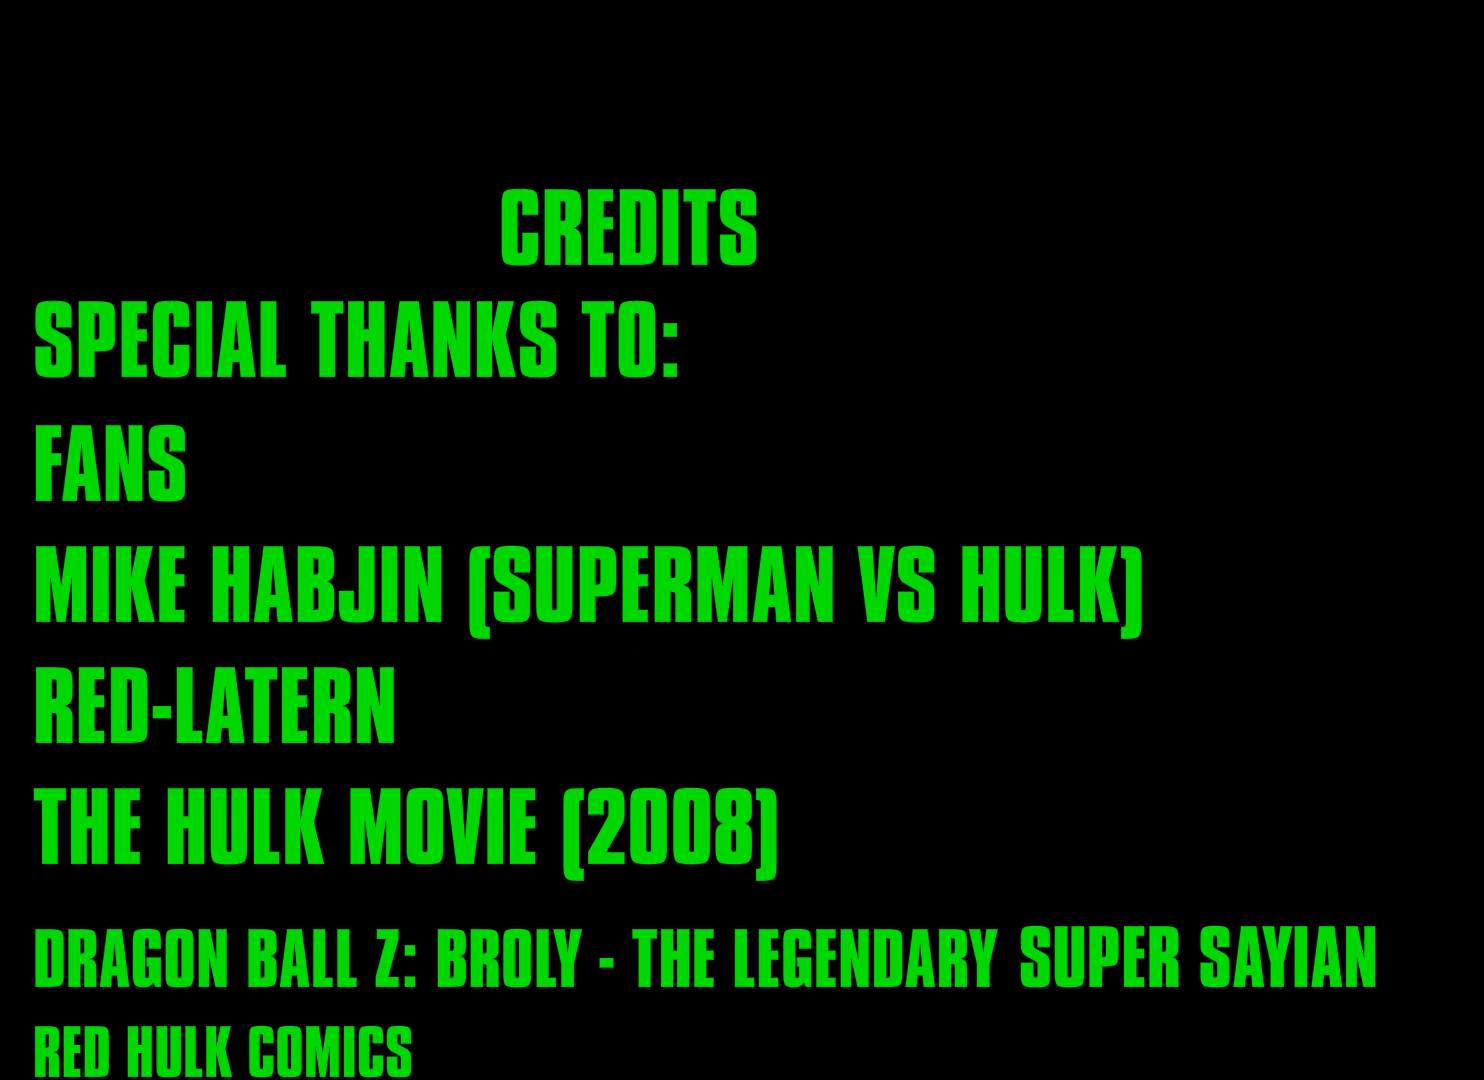 CREDITS
SPECIAL THANKS TO:
FANS
MIKE HABJIN (SUPERMAN VS HULK)
RED-LATERN
THE HULK MOVIE (2008)
DRAGON BALL Z: BROLY - THE LEGENDARY SUPER SAYIAN
RED HULK COMICS